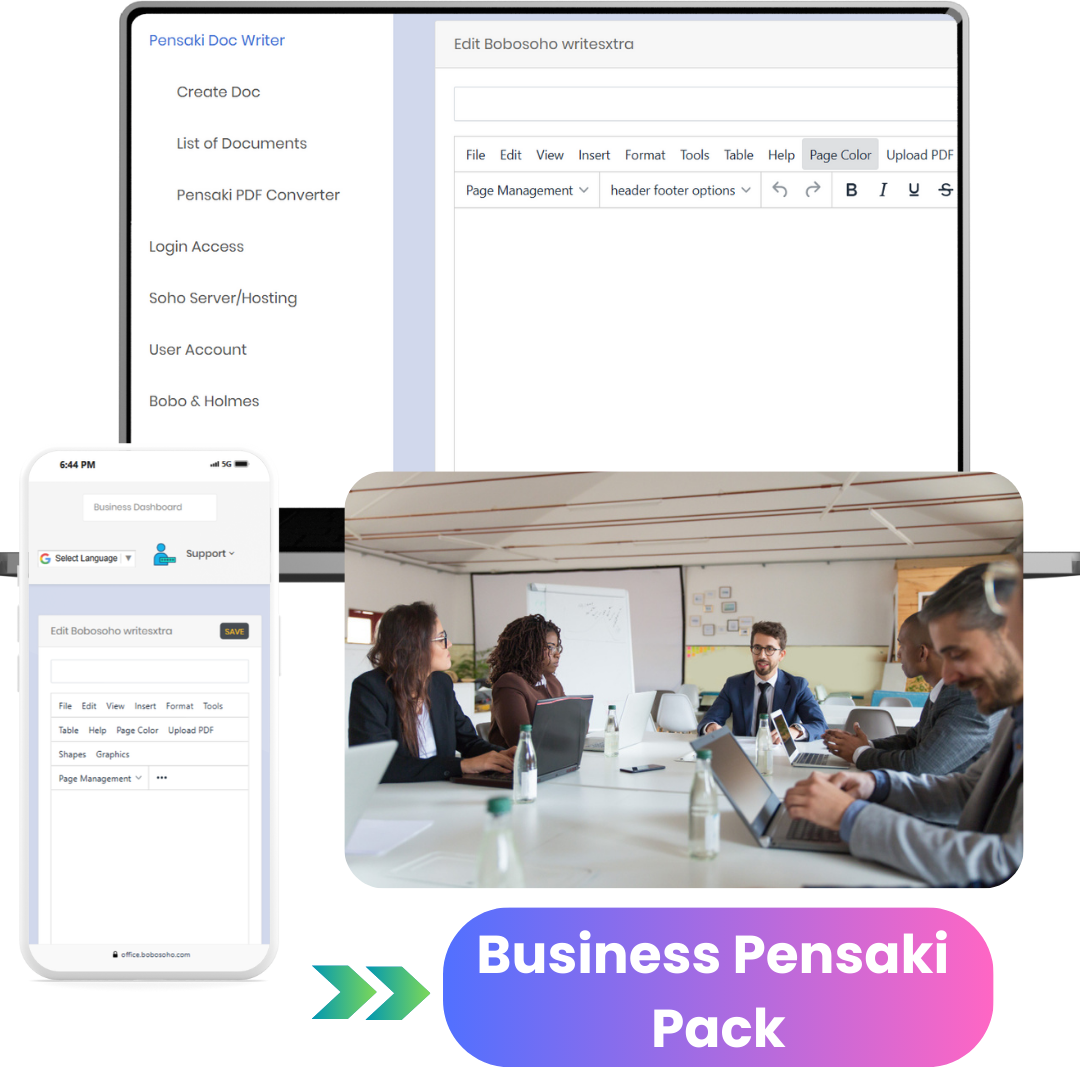 Pensaki Doc Writer
Create Doc
List of Documents
Pensaki PDF Converter
Login Access
Soho Server/Hosting
User Account
Bobo & Holmes
Edit Bobosoho writesxtra
File Edit View Insert Format Tools Table Help Page Color Upload PDF
Page Management header footer options B I U S
6:44 PM 5G
Business Dashboard
G Select Language ▼ Support
Edit Bobosoho writesxtra SAVE
File Edit View Insert Format Tools
Table Help Page Color Upload PDF
Shapes Graphics
Page Management •••
office.bobosoho.com
Business Pensaki
Pack